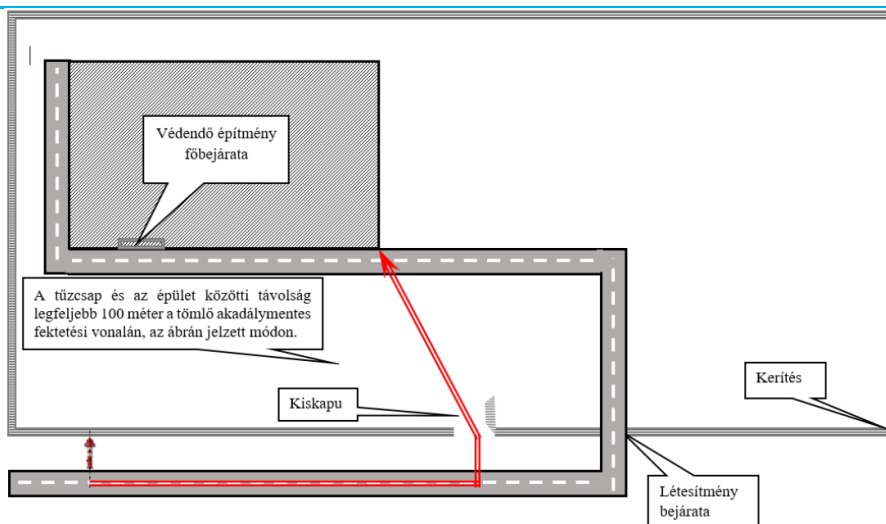 Védendő építmény
főbejárata
A tűzcsap és az épület közötti távolság
legfeljebb 100 méter a tömlő akadálymentes
fektetési vonalán, az ábrán jelzett módon.
Kiskapu
Kerítés
Létesítmény
bejárata